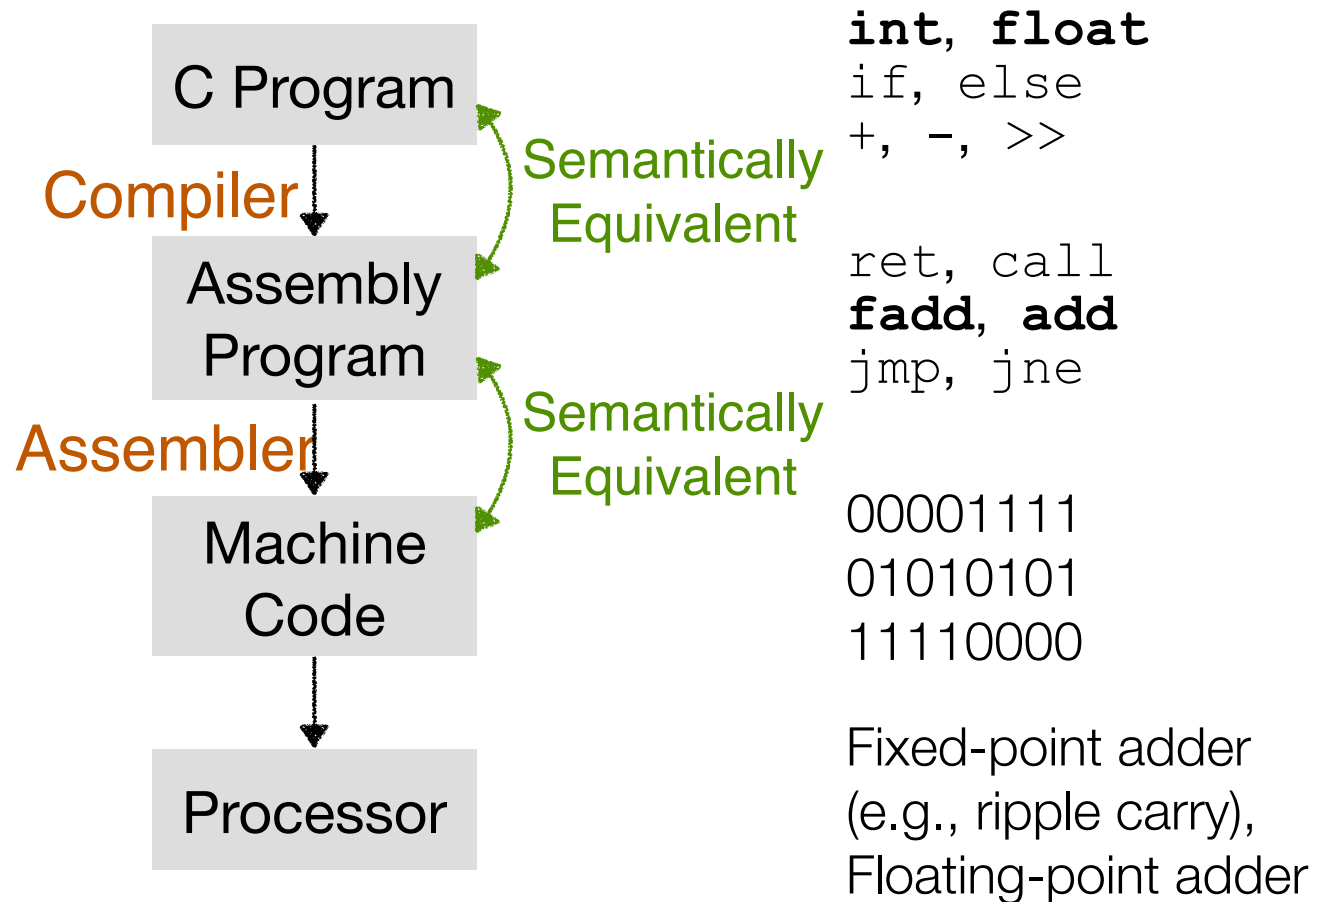 C Program
int, float
if, else
+, -, >>
Compiler
Semantically
Equivalent
Assembly
Program
ret, call
fadd, add
jmp, jne
Assembler
Semantically
Equivalent
Machine
Code
00001111
01010101
11110000
Processor
Fixed-point adder
(e.g., ripple carry),
Floating-point adder